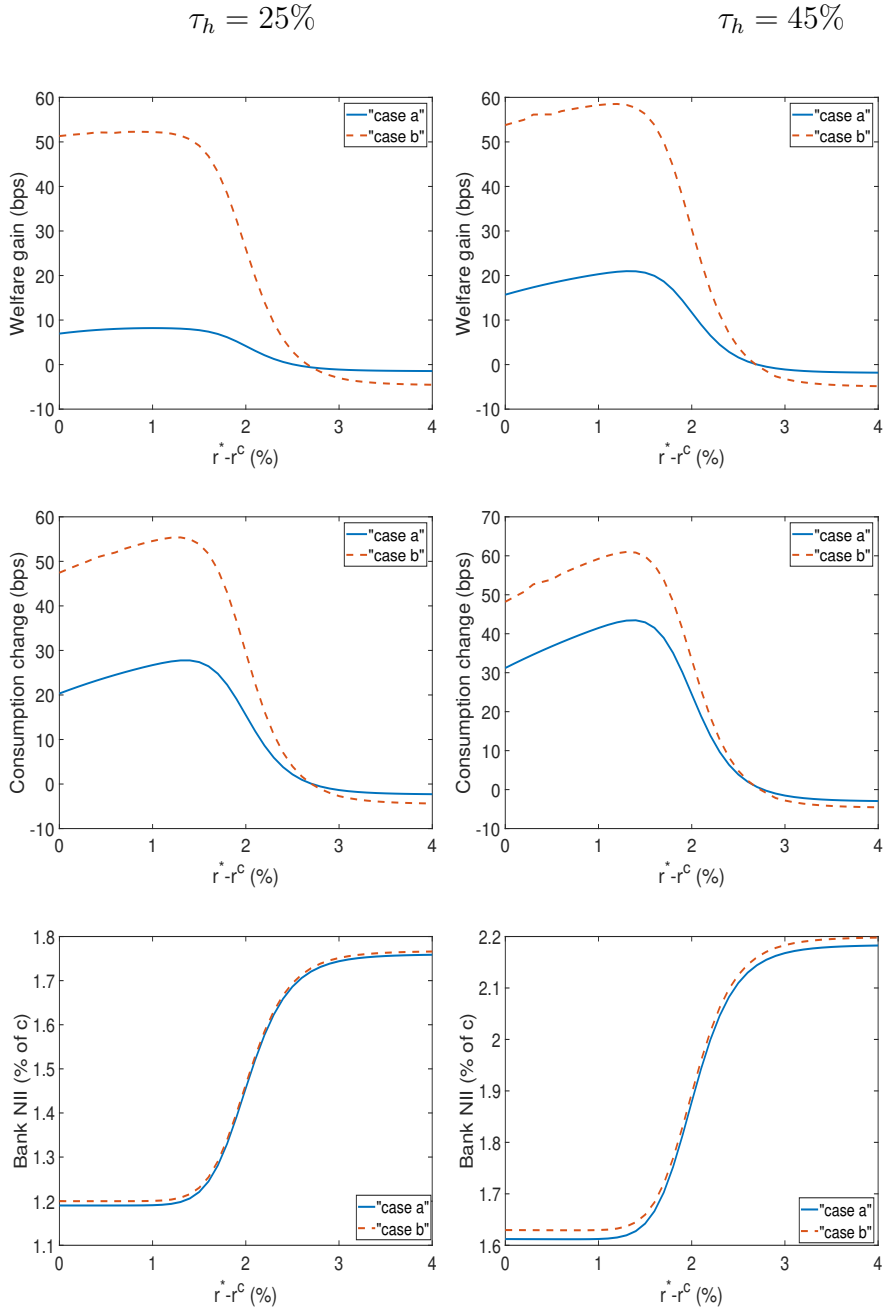 τh = 25%
τh = 45%
Welfare gain (bps)
60
50
40
30
20
10
0
-10
0 1 2 3 4
r*-rc (%)
"case a"
"case b"
Welfare gain (bps)
60
50
40
30
20
10
0
-10
0 1 2 3 4
r*-rc (%)
"case a"
"case b"
Consumption change (bps)
60
50
40
30
20
10
0
-10
0 1 2 3 4
r*-rc (%)
"case a"
"case b"
Consumption change (bps)
70
60
50
40
30
20
10
0
-10
0 1 2 3 4
r*-rc (%)
"case a"
"case b"
Bank NII (% of c)
1.8
1.7
1.6
1.5
1.4
1.3
1.2
1.1
0 1 2 3 4
r*-rc (%)
"case a"
"case b"
Bank NII (% of c)
2.2
2.1
2
1.9
1.8
1.7
1.6
0 1 2 3 4
r*-rc (%)
"case a"
"case b"